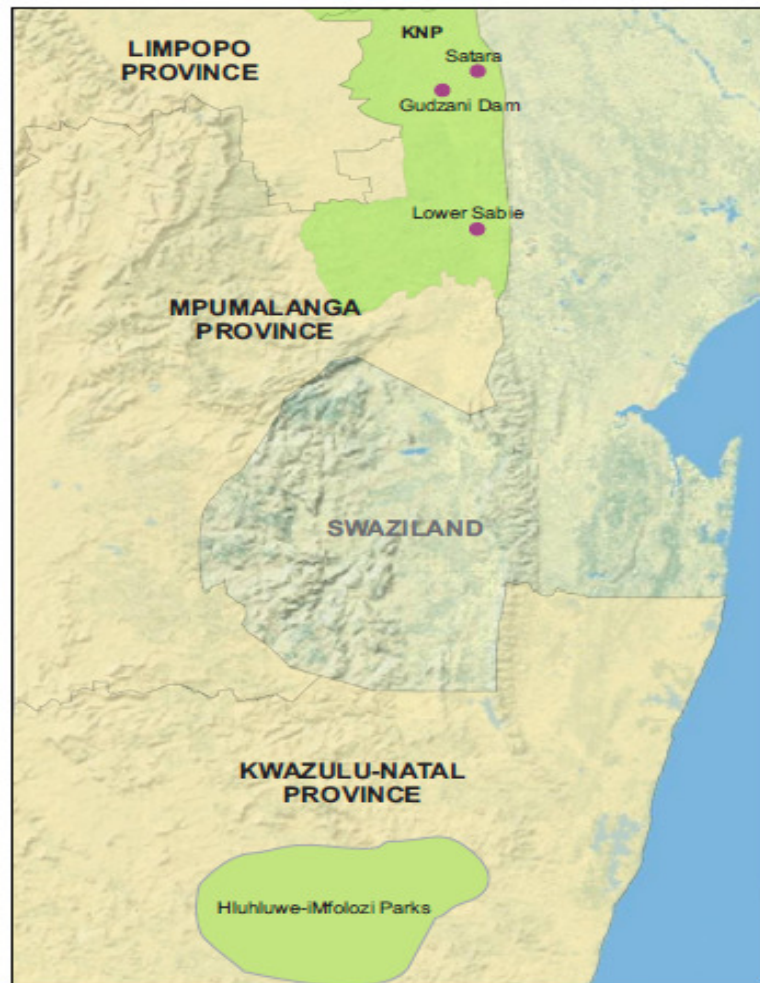 LIMPOPO
PROVINCE
KNP
Satara
Gudzani Dam
Lower Sabie
MPUMALANGA
PROVINCE
SWAZILAND
KWAZULU-NATAL
PROVINCE
Hluhluwe-iMfolozi Parks